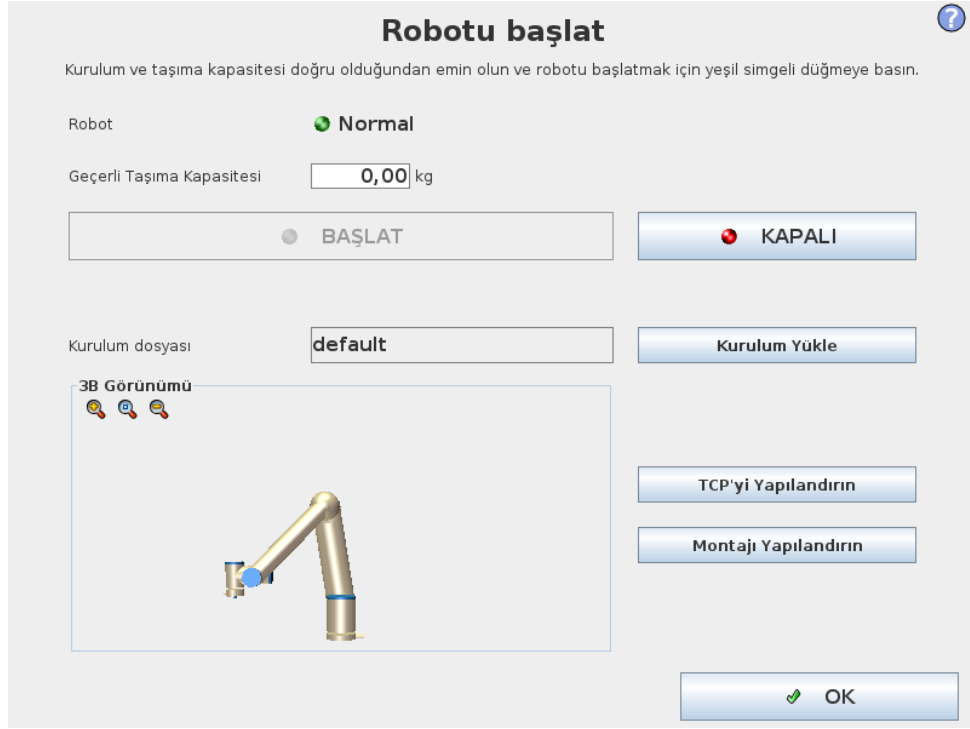 Robotu başlat
?
Kurulum ve taşıma kapasitesi doğru olduğundan emin olun ve robotu başlatmak için yeşil simgeli düğmeye basın.
Robot Normal
Geçerli Taşıma Kapasitesi 0,00 kg
BAŞLAT KAPALI
Kurulum dosyası default Kurulum Yükle
3B Görünümü
TCP'yi Yapılandırın
Montajı Yapılandırın
OK